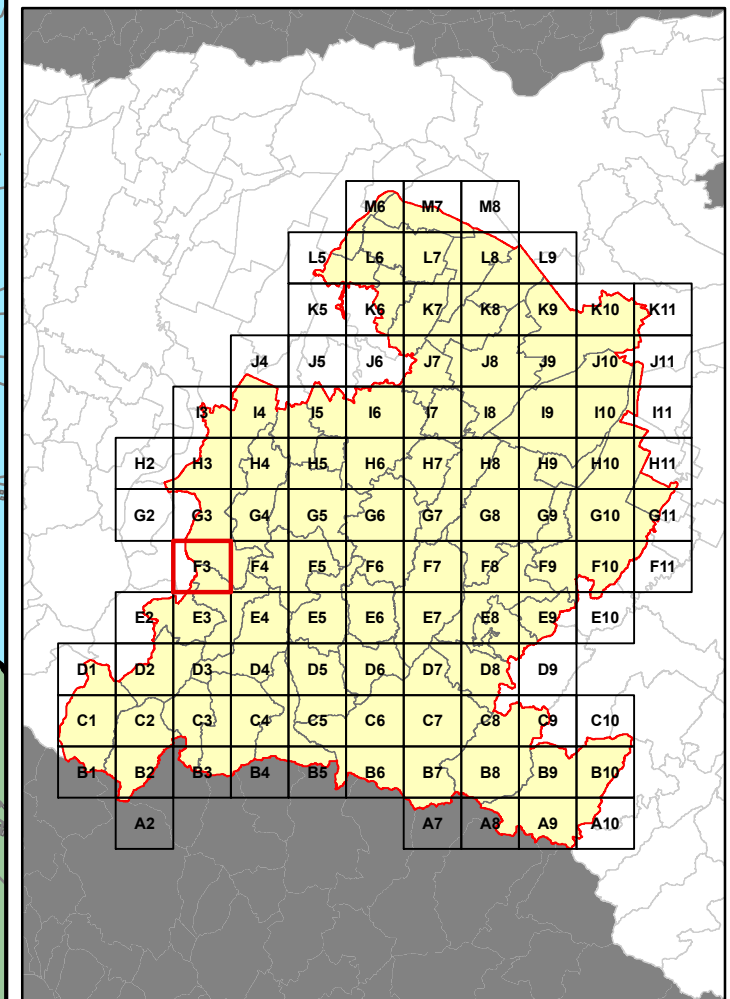 M6 M7 M8
L5 L6 L7 L8 L9
K5 K6 K7 K8 K9 K10 K11
J4 J5 J6 J7 J8 J9 J10 J11
I3 I4 I5 I6 I7 I8 I9 I10 I11
H2 H3 H4 H5 H6 H7 H8 H9 H10 H11
G2 G3 G4 G5 G6 G7 G8 G9 G10 G11
F3 F4 F5 F6 F7 F8 F9 F10 F11
E2 E3 E4 E5 E6 E7 E8 E9 E10
D1 D2 D3 D4 D5 D6 D7 D8 D9
C1 C2 C3 C4 C5 C6 C7 C8 C9 C10
B1 B2 B3 B4 B5 B6 B7 B8 B9 B10
A2 A7 A8 A9 A10